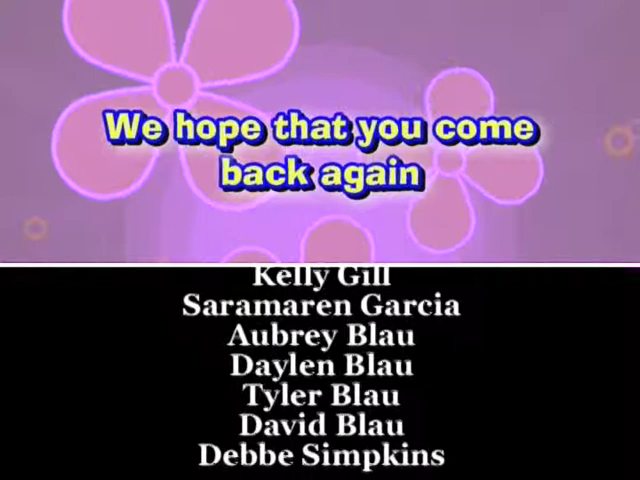 We hope that you come
back again
Kelly Gill
Saramaren Garcia
Aubrey Blau
Daylen Blau
Tyler Blau
David Blau
Debbe Simpkins